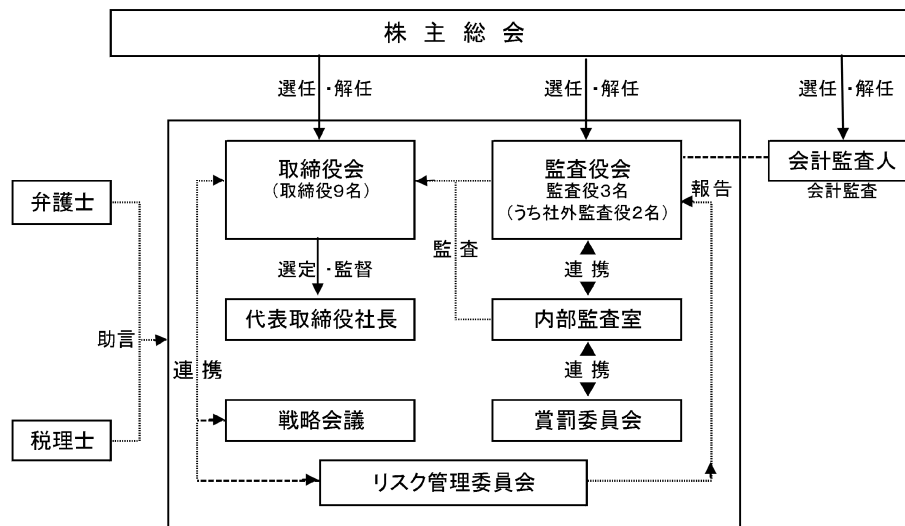 株主総会
選任・解任
選任・解任
選任・解任
取締役会
(取締役9名)
監査役会
監査役3名
(うち社外監査役2名)
会計監査人
会計監査
報告
弁護士
監査
選定・監督
連携
代表取締役社長
内部監査室
助言
連携
連携
戦略会議
賞罰委員会
税理士
リスク管理委員会